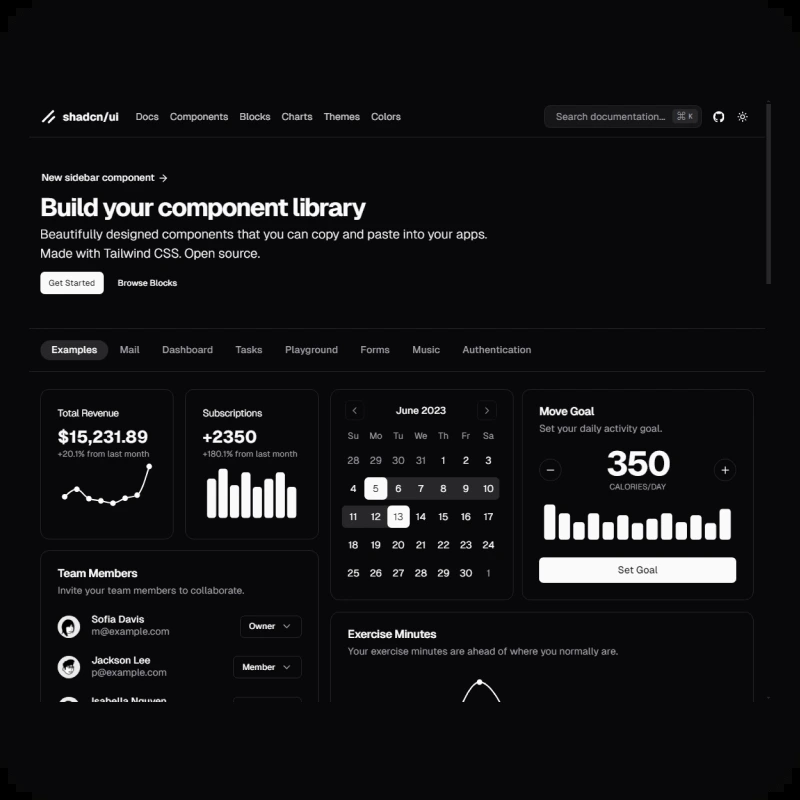 shadcn/ui Docs Components Blocks Charts Themes Colors Search documentation... ⌘ K
New sidebar component →
Build your component library
Beautifully designed components that you can copy and paste into your apps.
Made with Tailwind CSS. Open source.
Get Started Browse Blocks
Examples Mail Dashboard Tasks Playground Forms Music Authentication
Total Revenue
$15,231.89
+20.1% from last month
Subscriptions
+2350
+180.1% from last month
June 2023
Su Mo Tu We Th Fr Sa
28 29 30 31 1 2 3
4 5 6 7 8 9 10
11 12 13 14 15 16 17
18 19 20 21 22 23 24
25 26 27 28 29 30 1
Move Goal
Set your daily activity goal.
350
CALORIES/DAY
Set Goal
Team Members
Invite your team members to collaborate.
Sofia Davis
m@example.com
Owner
Jackson Lee
p@example.com
Member
Isabella Nguyen
Exercise Minutes
Your exercise minutes are ahead of where you normally are.